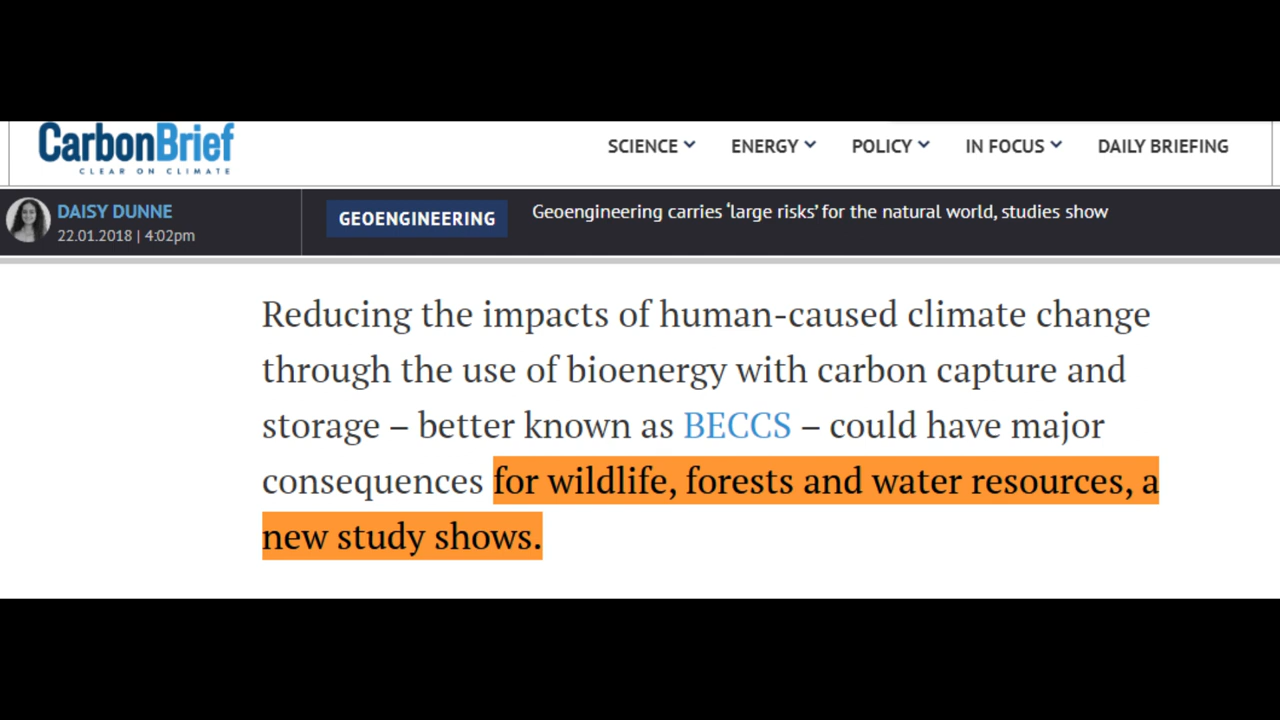 CarbonBrief
CLEAR ON CLIMATE
SCIENCE ENERGY POLICY IN FOCUS DAILY BRIEFING
DAISY DUNNE
22.01.2018 | 4:02pm
GEOENGINEERING
Geoengineering carries ‘large risks’ for the natural world, studies show
Reducing the impacts of human-caused climate change
through the use of bioenergy with carbon capture and
storage – better known as BECCS – could have major
consequences for wildlife, forests and water resources, a
new study shows.